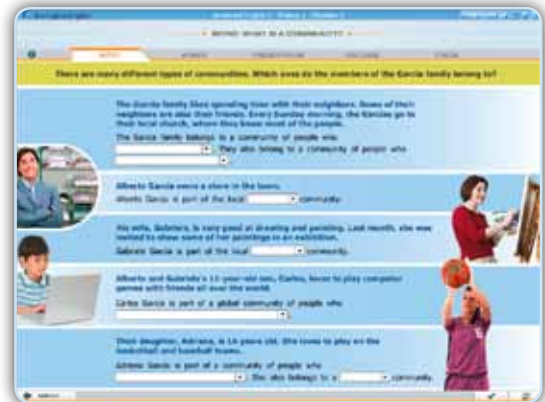 INTRO: WHAT IS A COMMUNITY?
There are many different types of communities. Which ones do the members of the Garcia family belong to?
The Garcia family likes spending time with their neighbors. Some of their
neighbors are also their friends. Every Sunday morning, the Garcias go to
their local church, where they know most of the people.
The Garcia family belongs to a community of people who
. They also belong to a community of people who
.
Alberto Garcia owns a store in the town.
Alberto Garcia is part of the local community.
His wife, Gabriela, is very good at drawing and painting. Last month, she was
invited to show some of her paintings in an exhibition.
Gabriela Garcia is part of the local community.
Alberto and Gabriela's 11-year-old son, Carlos, loves to play computer
games with friends all over the world.
Carlos Garcia is part of a global community of people who
.
Their daughter, Adriana, is 16 years old. She loves to play on the
basketball and baseball teams.
Adriana Garcia is part of a community of people who
. She also belongs to a community.